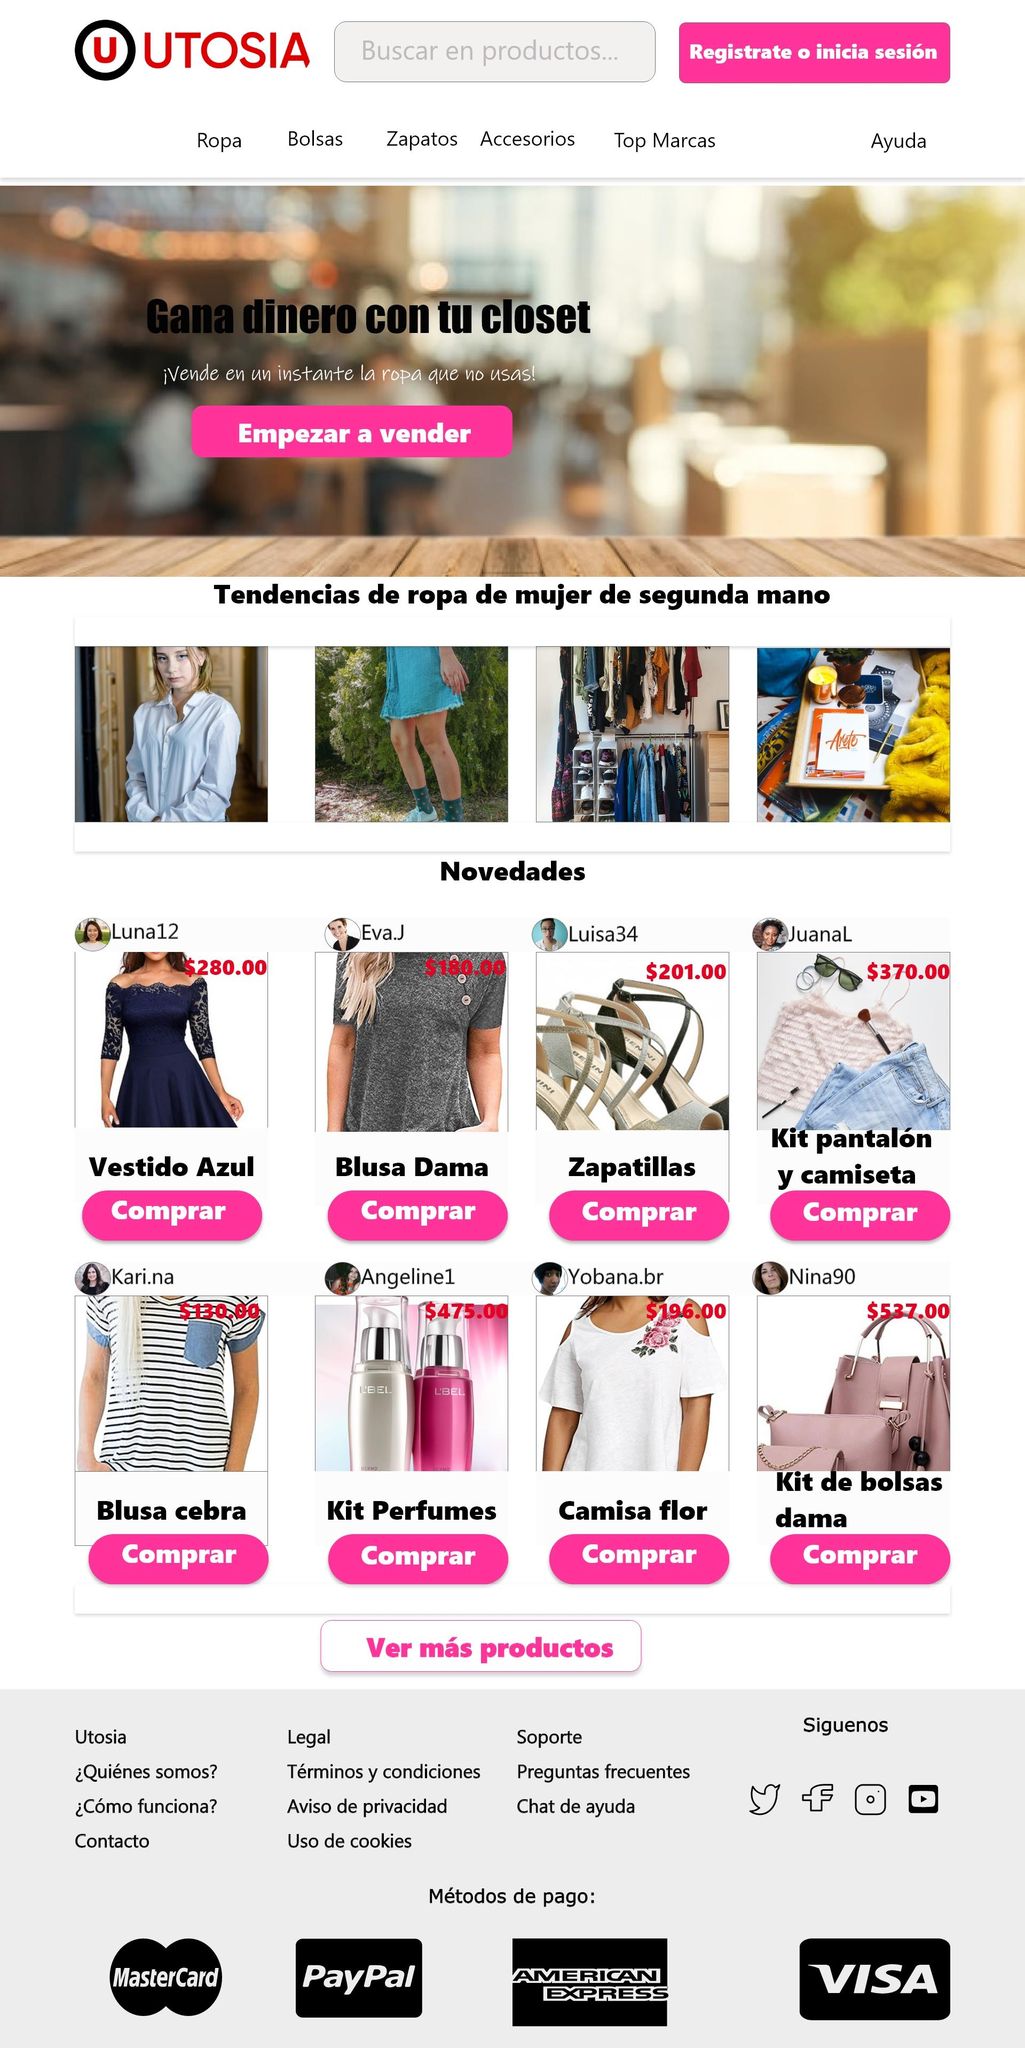 U UTOSIA
Buscar en productos...
Registrate o inicia sesión
Ropa
Bolsas
Zapatos
Accesorios
Top Marcas
Ayuda
Gana dinero con tu closet
¡Vende en un instante la ropa que no usas!
Empezar a vender
Tendencias de ropa de mujer de segunda mano
Novedades
Luna12
$280.00
Vestido Azul
Comprar
Eva.J
$180.00
Blusa Dama
Comprar
Luisa34
$201.00
Zapatillas
Comprar
JuanaL
$370.00
Kit pantalón
y camiseta
Comprar
Kari.na
$130.00
Blusa cebra
Comprar
Angeline1
$475.00
L'BEL
L'BEL
Kit Perfumes
Comprar
Yobana.br
$196.00
Camisa flor
Comprar
Nina90
$537.00
Kit de bolsas
dama
Comprar
Ver más productos
Utosia
¿Quiénes somos?
¿Cómo funciona?
Contacto
Legal
Términos y condiciones
Aviso de privacidad
Uso de cookies
Soporte
Preguntas frecuentes
Chat de ayuda
Siguenos
Métodos de pago:
MasterCard
PayPal
AMERICAN
EXPRESS
VISA